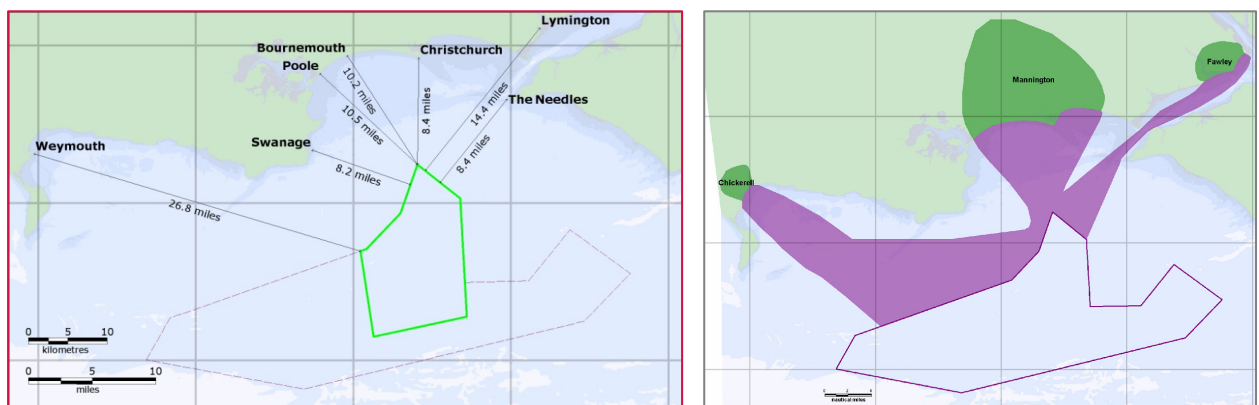 Lymington
Bournemouth
Christchurch
Poole
10.2 miles
10.5 miles
8.4 miles
14.4 miles
The Needles
8.4 miles
Swanage
8.2 miles
Weymouth
26.8 miles
0 5 10
kilometres
0 5 10
miles
Fawley
Mannington
Chickerell
nautical miles